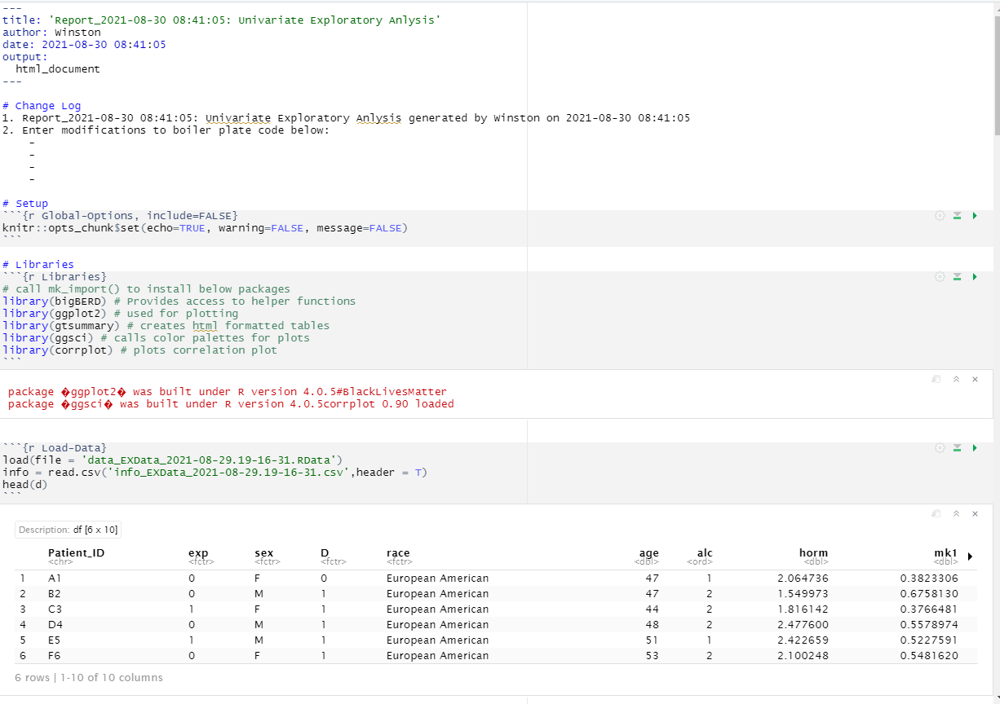 ---
title: 'Report_2021-08-30 08:41:05: Univariate Exploratory Anlysis'
author: Winston
date: 2021-08-30 08:41:05
output:
  html_document
---
# Change Log
1. Report_2021-08-30 08:41:05: Univariate Exploratory Anlysis generated by Winston on 2021-08-30 08:41:05
2. Enter modifications to boiler plate code below:
    -
    -
    -
    -
# Setup
```{r Global-Options, include=FALSE}
knitr::opts_chunk$set(echo=TRUE, warning=FALSE, message=FALSE)
```
# Libraries
```{r Libraries}
# call mk_import() to install below packages
library(bigBERD) # Provides access to helper functions
library(ggplot2) # used for plotting
library(gtsummary) # creates html formatted tables
library(ggsci) # calls color palettes for plots
library(corrplot) # plots correlation plot
```
package �ggplot2� was built under R version 4.0.5#BlackLivesMatter
package �ggsci� was built under R version 4.0.5corrplot 0.90 loaded
```{r Load-Data}
load(file = 'data_EXData_2021-08-29.19-16-31.RData')
info = read.csv('info_EXData_2021-08-29.19-16-31.csv',header = T)
head(d)
```
Description: df [6 x 10]
Patient_ID exp sex D race age alc horm mk1
<chr> <fctr> <fctr> <fctr> <fctr> <dbl> <ord> <dbl> <dbl>
1 A1 0 F 0 European American 47 1 2.064736 0.3823306
2 B2 0 M 1 European American 47 2 1.549973 0.6758130
3 C3 1 F 1 European American 44 2 1.816142 0.3766481
4 D4 0 M 1 European American 48 2 2.477600 0.5578974
5 E5 1 M 1 European American 51 1 2.422659 0.5227591
6 F6 0 F 1 European American 53 2 2.100248 0.5481620
6 rows | 1-10 of 10 columns